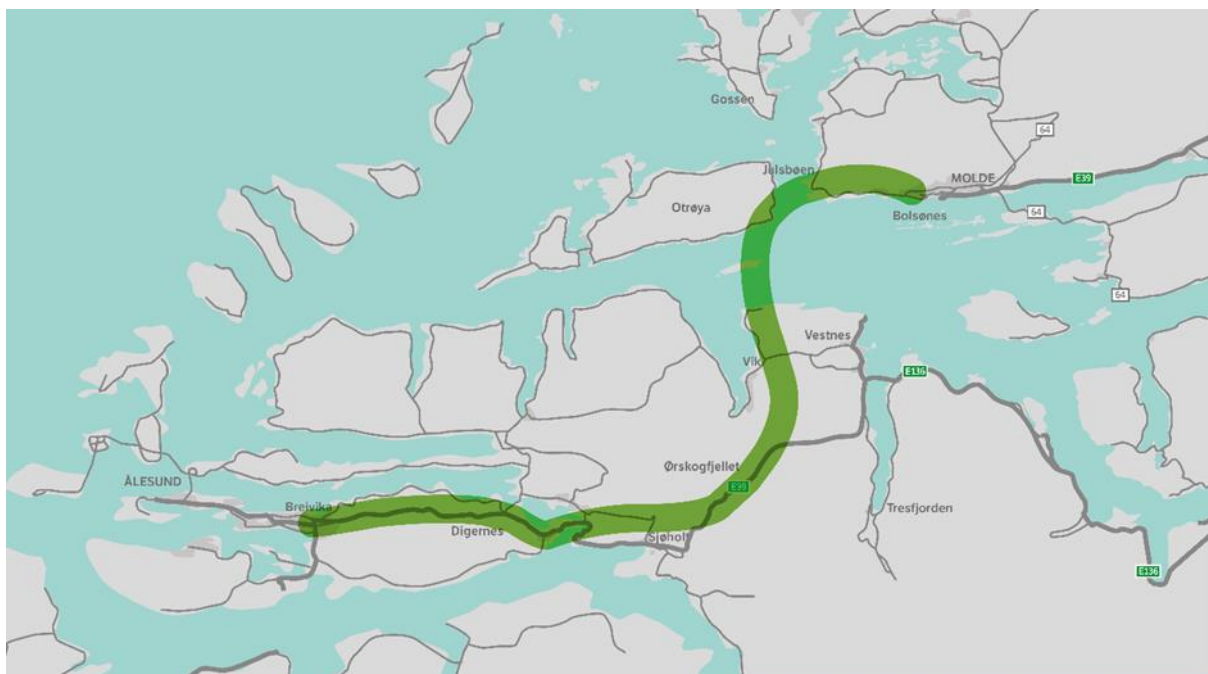 Gossen
64
Julsbøen
MOLDE
E39
Otrøya
64
Bolsønes
64
Vestnes
Vik
E136
Ørskogfjellet
ÅLESUND
E39
Breivika
Tresfjorden
Digernes
Sjøholt
E136